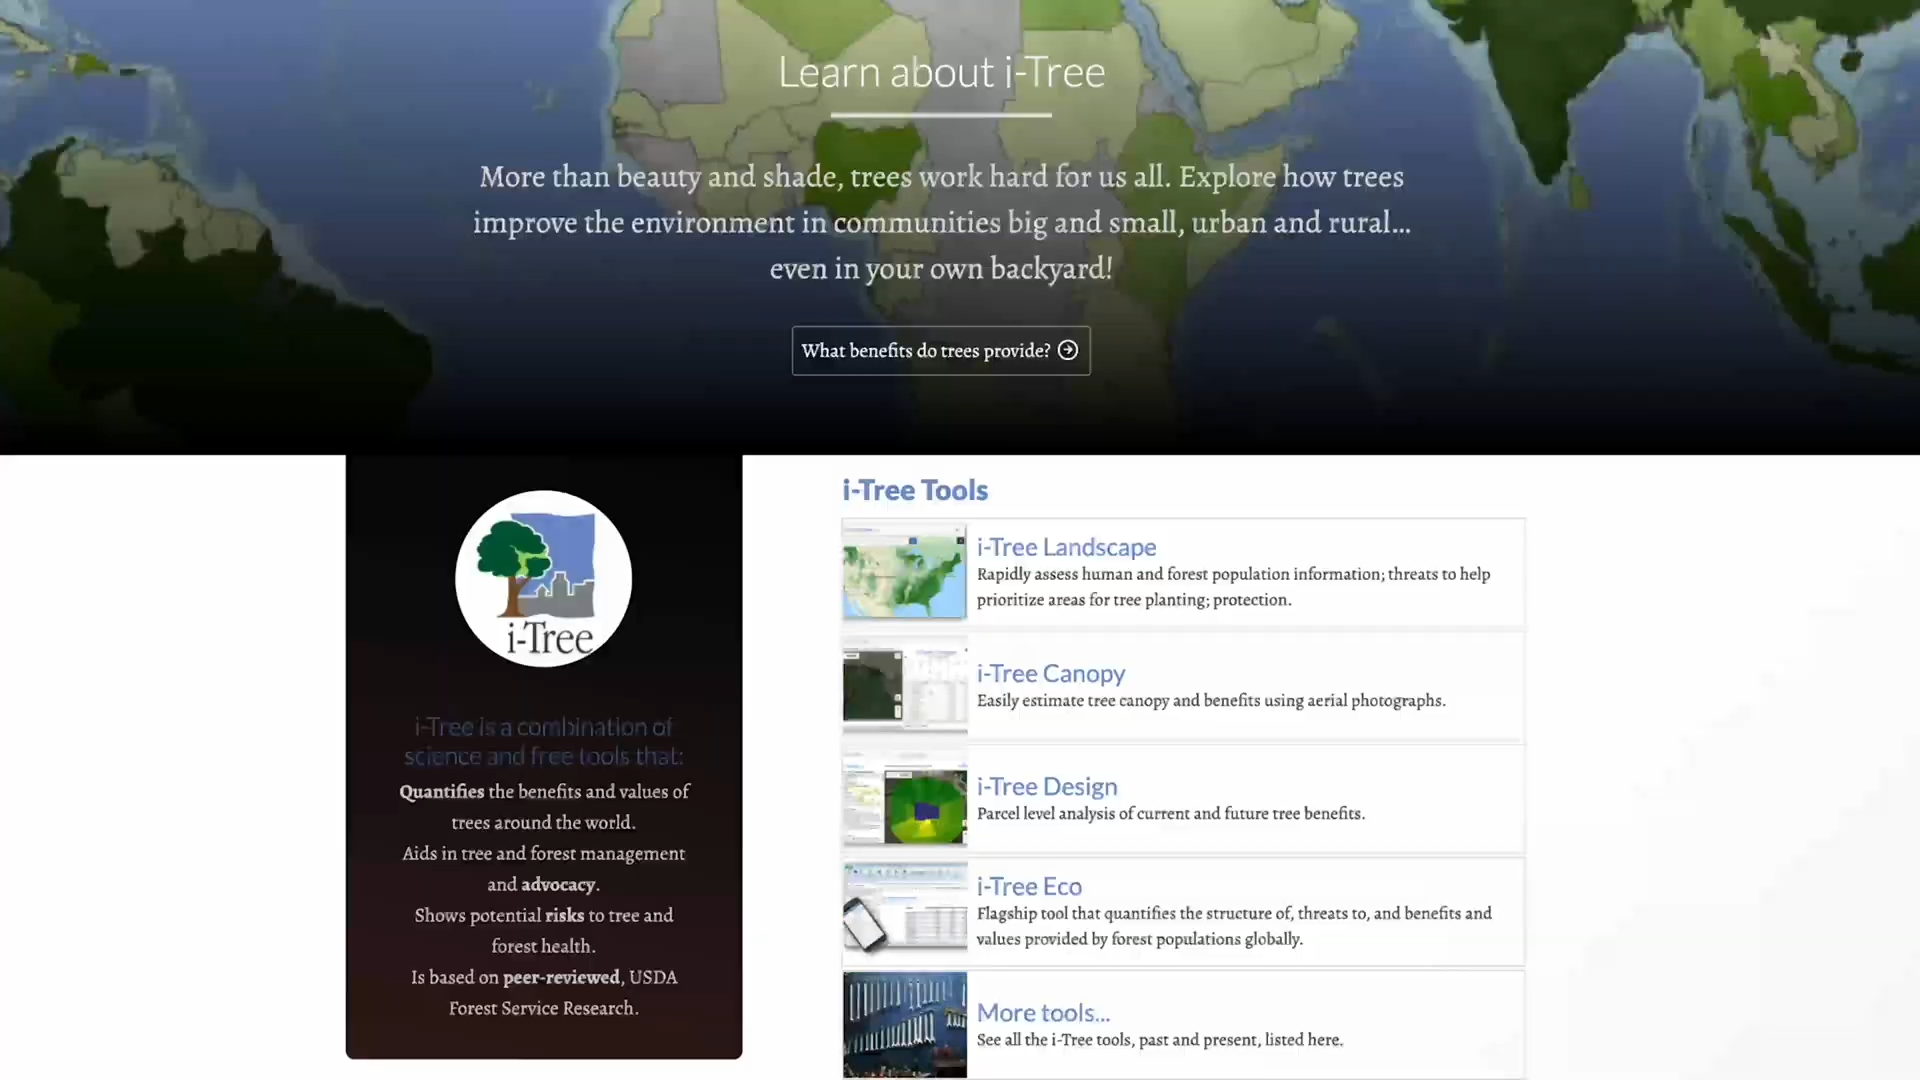 Learn about i-Tree
More than beauty and shade, trees work hard for us all. Explore how trees
improve the environment in communities big and small, urban and rural...
even in your own backyard!
What benefits do trees provide?
i-Tree
i-Tree is a combination of
science and free tools that:
Quantifies the benefits and values of
trees around the world.
Aids in tree and forest management
and advocacy.
Shows potential risks to tree and
forest health.
Is based on peer-reviewed, USDA
Forest Service Research.
i-Tree Tools
i-Tree Landscape
Rapidly assess human and forest population information; threats to help
prioritize areas for tree planting; protection.
i-Tree Canopy
Easily estimate tree canopy and benefits using aerial photographs.
i-Tree Design
Parcel level analysis of current and future tree benefits.
i-Tree Eco
Flagship tool that quantifies the structure of, threats to, and benefits and
values provided by forest populations globally.
More tools...
See all the i-Tree tools, past and present, listed here.